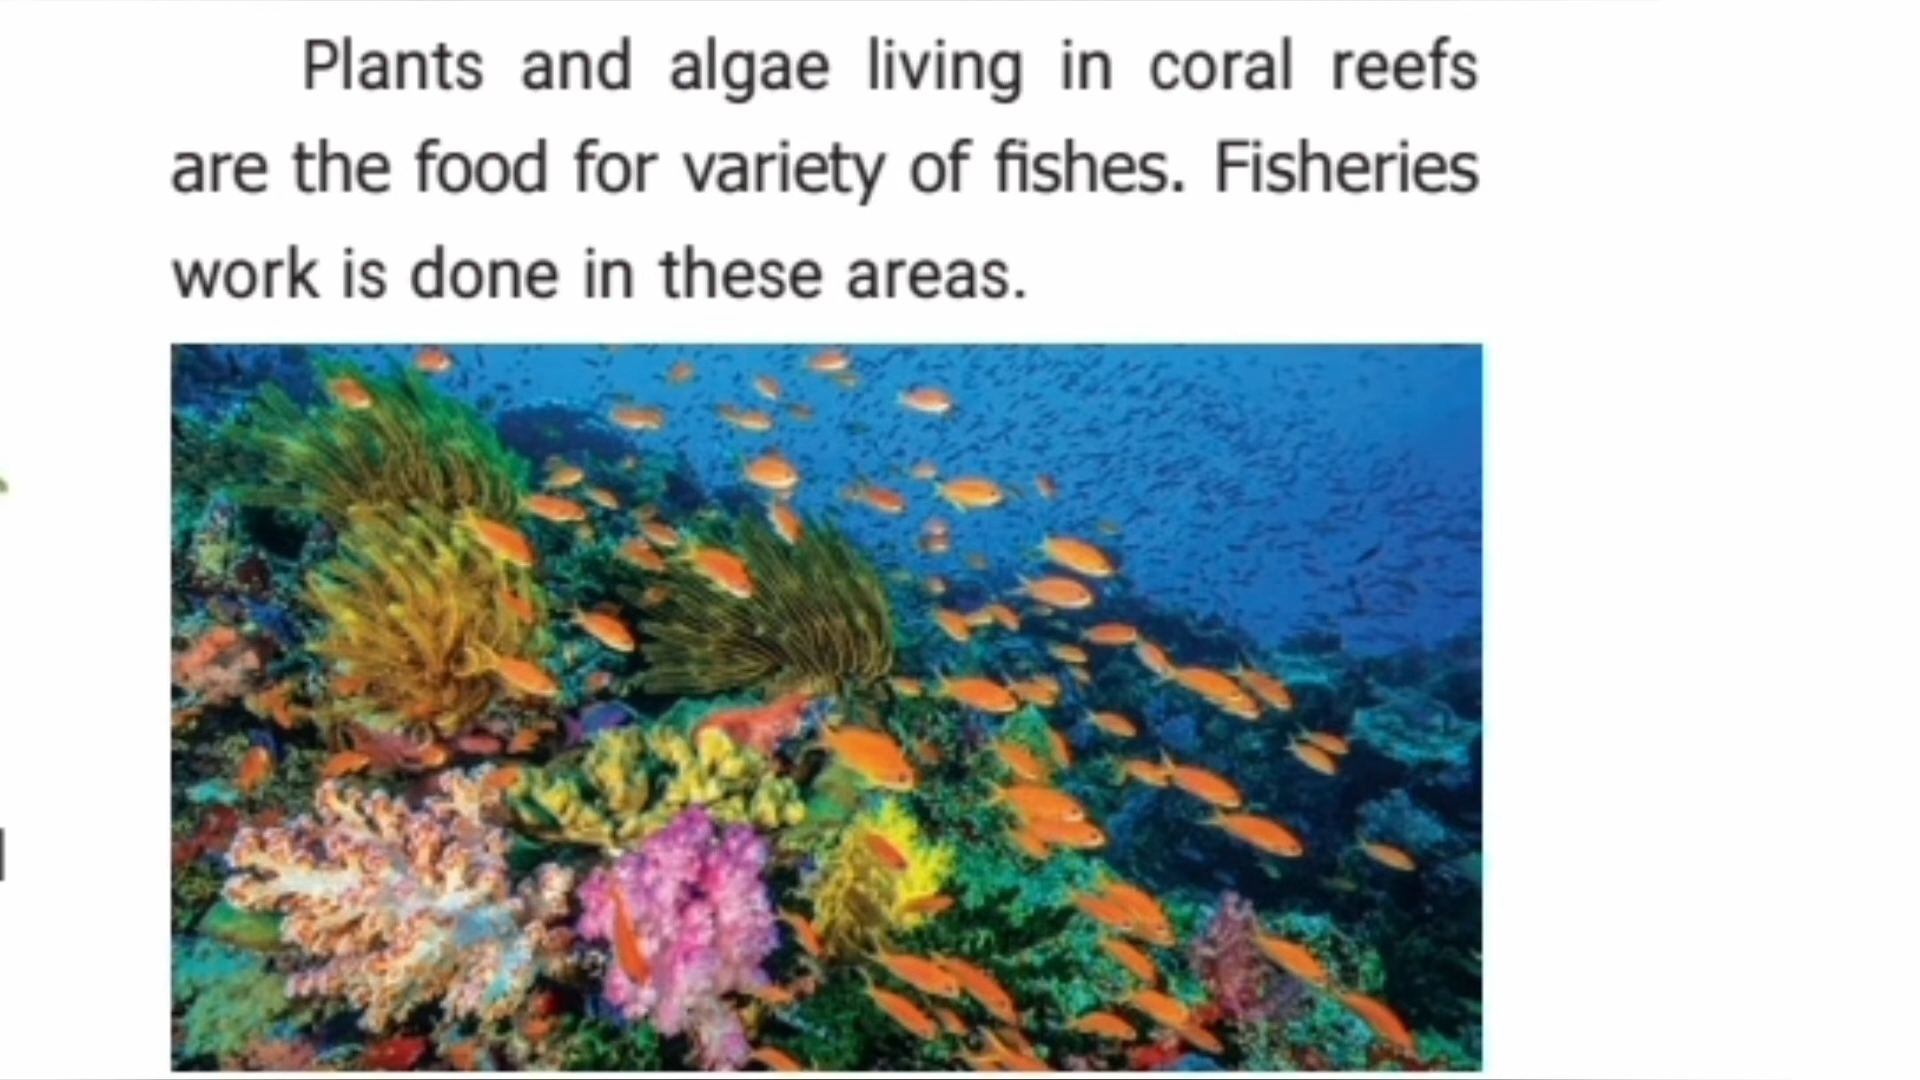 Plants and algae living in coral reefs
are the food for variety of fishes. Fisheries
work is done in these areas.